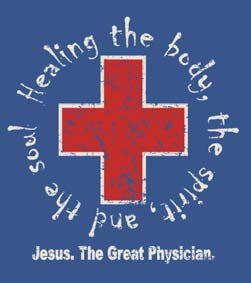 Healing the body, the spirit, and the soul
Jesus. The Great Physician.